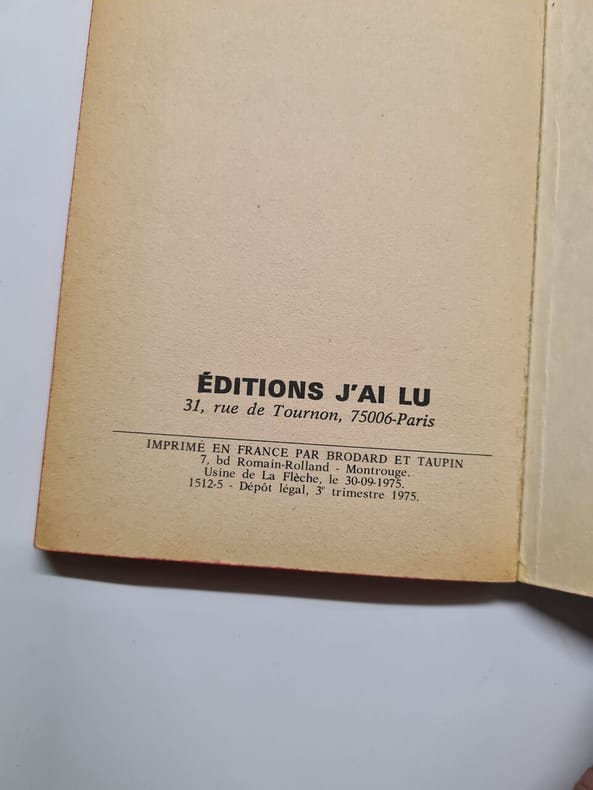 ÉDITIONS J'AI LU
31, rue de Tournon, 75006-Paris
IMPRIMÉ EN FRANCE PAR BRODARD ET TAUPIN
7, bd Romain-Rolland - Montrouge.
Usine de La Flèche, le 30-09-1975.
1512-5 - Dépôt légal, 3e trimestre 1975.